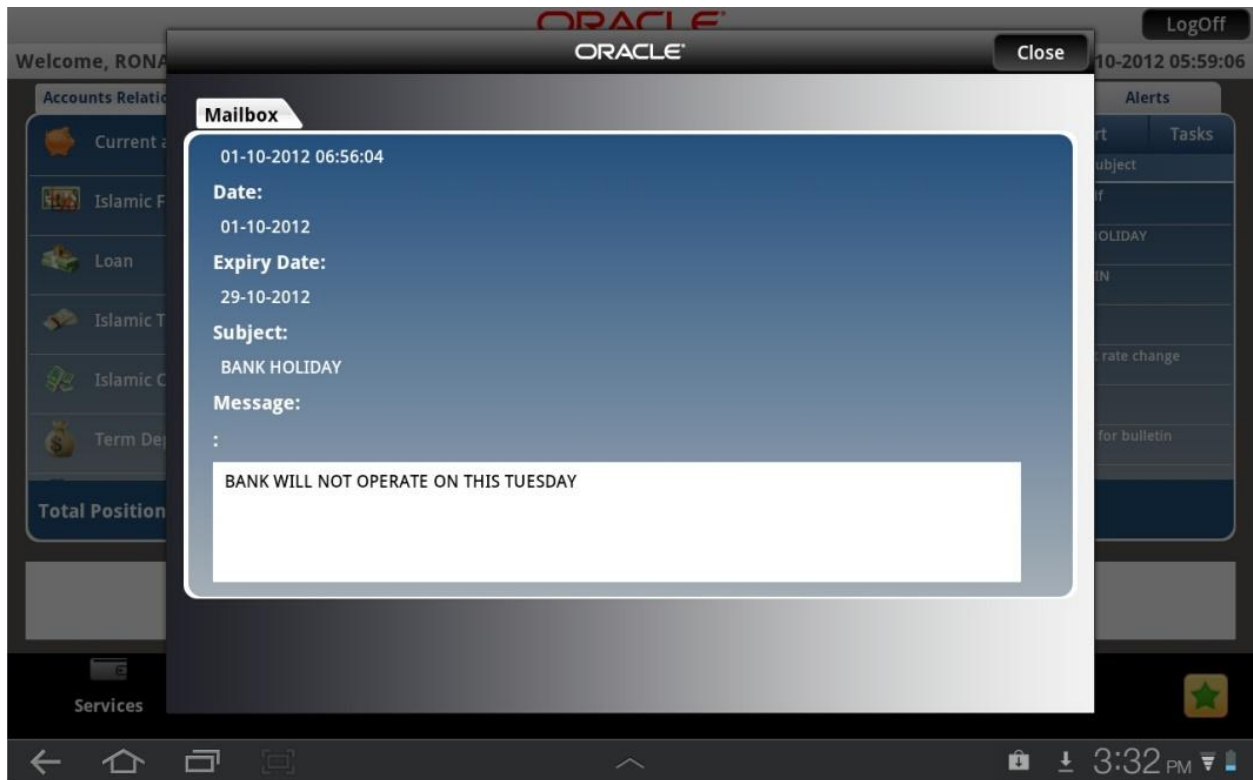 ORACLE
LogOff
Welcome, RONA
10-2012 05:59:06
ORACLE
Close
Accounts Relatio
Alerts
Mailbox
Current a
rt
Tasks
01-10-2012 06:56:04
ubject
Date:
Islamic F
lf
01-10-2012
OLIDAY
Loan
Expiry Date:
IN
29-10-2012
Islamic T
Subject:
BANK HOLIDAY
rate change
Islamic C
Message:
Term Dep
:
for bulletin
BANK WILL NOT OPERATE ON THIS TUESDAY
Total Position
Services
3:32 PM